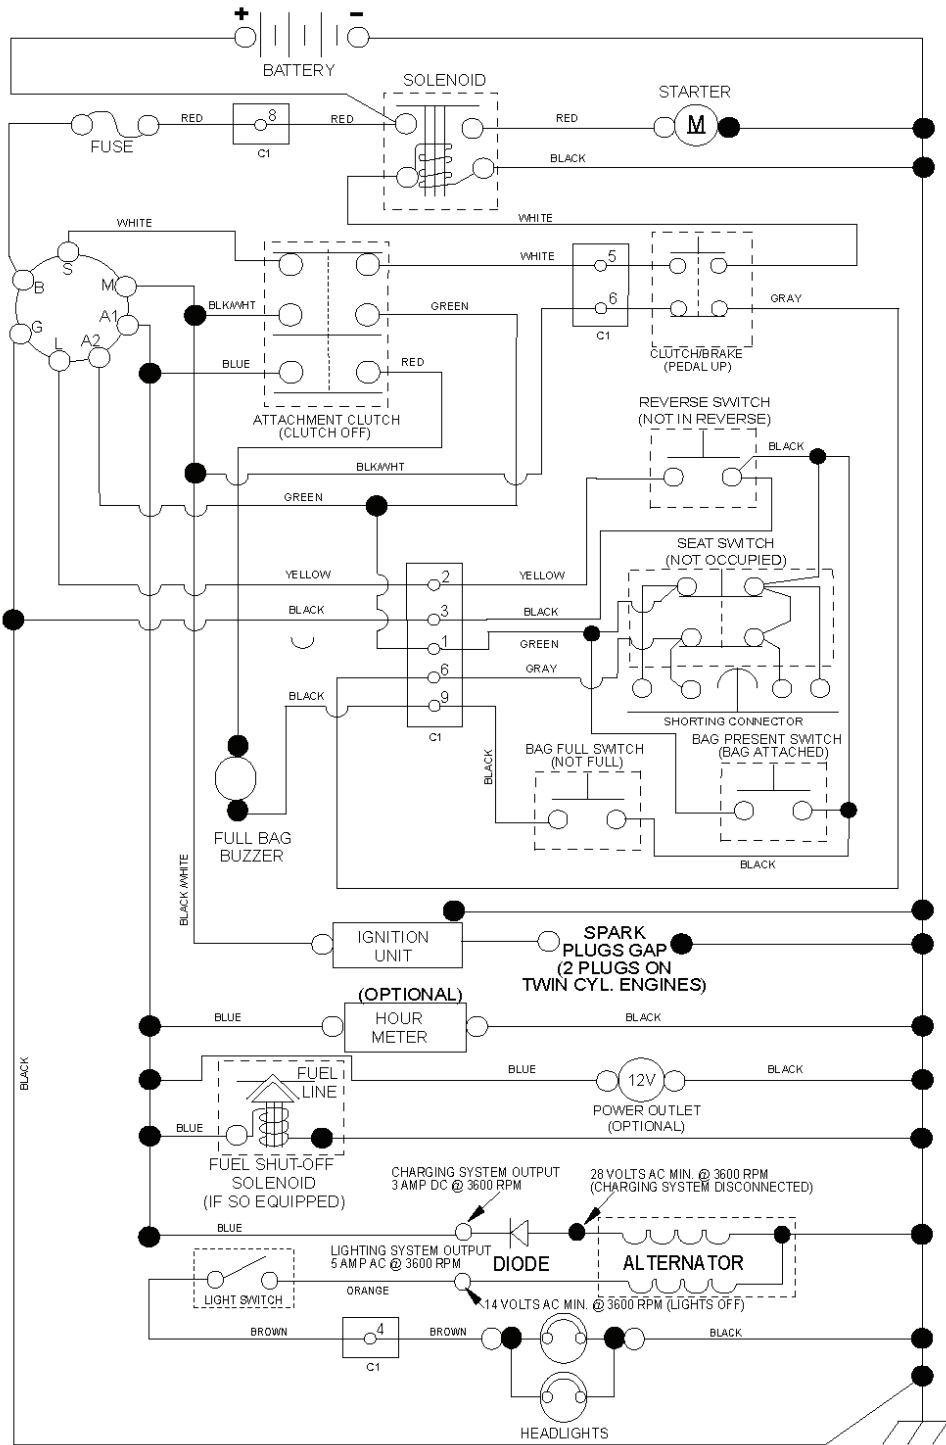 + −
BATTERY
SOLENOID
STARTER
M
FUSE
RED
8
C1
RED
RED
BLACK
WHITE
WHITE
WHITE
5
6
C1
S
B
M
A1
G
L
A2
BLK/WHT
GREEN
GRAY
BLUE
RED
CLUTCH/BRAKE
(PEDAL UP)
ATTACHMENT CLUTCH
(CLUTCH OFF)
REVERSE SWITCH
(NOT IN REVERSE)
BLACK
BLK/WHT
GREEN
SEAT SWITCH
(NOT OCCUPIED)
YELLOW
2
YELLOW
BLACK
3
BLACK
1
GREEN
6
GRAY
BLACK
9
C1
SHORTING CONNECTOR
BAG PRESENT SWITCH
(BAG ATTACHED)
BAG FULL SWITCH
(NOT FULL)
BLACK
FULL BAG
BUZZER
BLACK
BLACK/WHITE
IGNITION
UNIT
SPARK
PLUGS GAP
(2 PLUGS ON
TWIN CYL. ENGINES)
(OPTIONAL)
HOUR
METER
BLUE
BLACK
BLACK
FUEL
LINE
BLUE
12V
BLACK
POWER OUTLET
(OPTIONAL)
BLUE
FUEL SHUT-OFF
SOLENOID
(IF SO EQUIPPED)
CHARGING SYSTEM OUTPUT
3 AMP DC @ 3600 RPM
28 VOLTS AC MIN. @ 3600 RPM
(CHARGING SYSTEM DISCONNECTED)
BLUE
LIGHTING SYSTEM OUTPUT
5 AMP AC @ 3600 RPM
DIODE
ALTERNATOR
LIGHT SWITCH
ORANGE
14 VOLTS AC MIN. @ 3600 RPM (LIGHTS OFF)
BROWN
4
C1
BROWN
BLACK
HEADLIGHTS